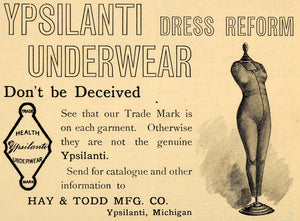 YPSILANTI DRESS REFORM
UNDERWEAR
Don't be Deceived
See that our Trade Mark is
on each garment. Otherwise
they are not the genuine
Ypsilanti.
Send for catalogue and other
information to
HAY & TODD MFG. CO.
Ypsilanti, Michigan
TRADE
HEALTH
Ypsilanti
UNDERWEAR
MARK